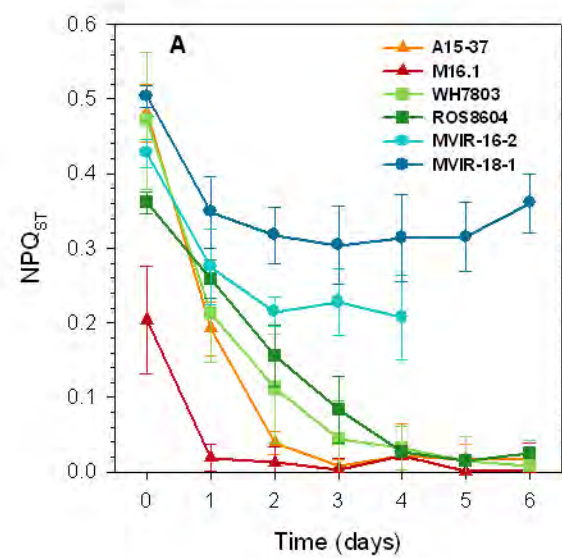 0.6
A
A15-37
M16.1
WH7803
ROS8604
MVIR-16-2
MVIR-18-1
0.5
0.4
0.3
0.2
0.1
0.0
NPQST
0 1 2 3 4 5 6
Time (days)